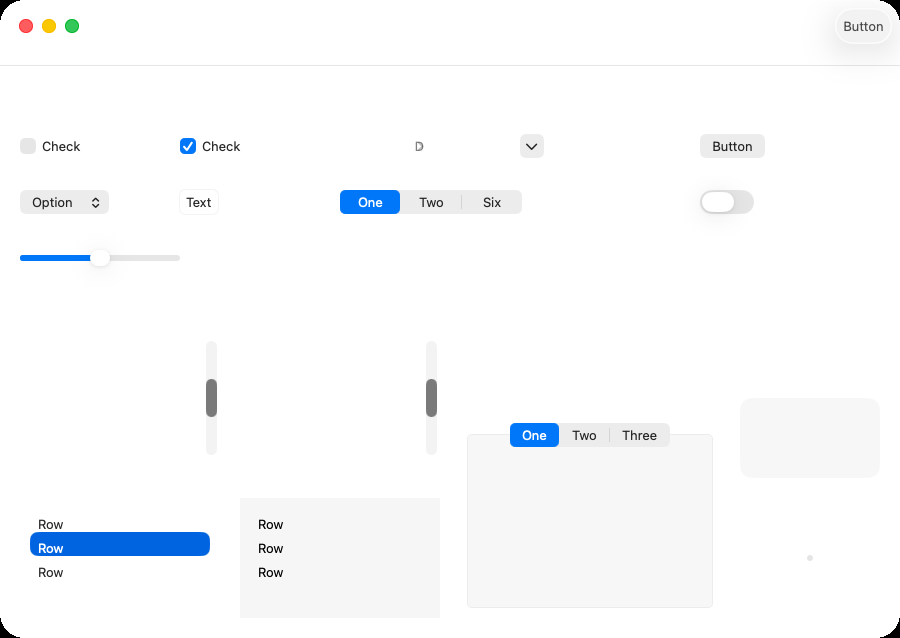 Button
Check
Check
Button
Option
Text
One Two Six
One Two Three
Row
Row
Row
Row
Row
Row